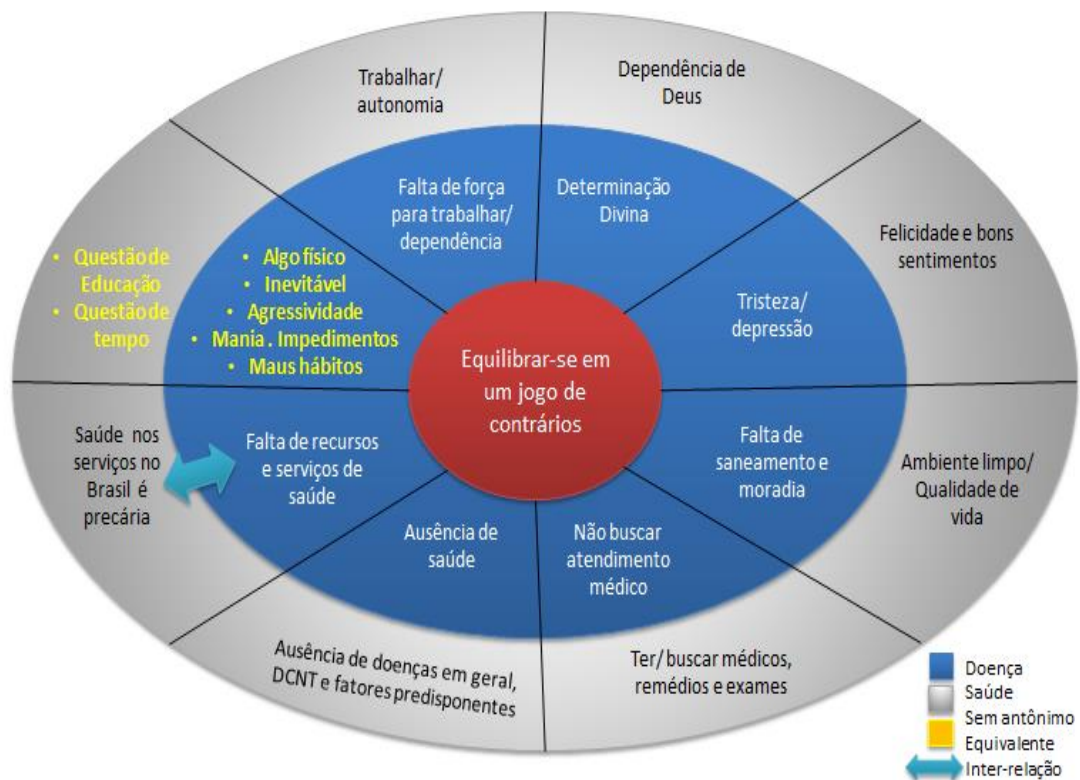 Trabalhar/
autonomia
Dependência de
Deus
Falta de força
para trabalhar/
dependência
Determinação
Divina
• Questão de
Educação
• Questão de
tempo
• Algo físico
• Inevitável
• Agressividade
• Mania . Impedimentos
• Maus hábitos
Felicidade e bons
sentimentos
Tristeza/
depressão
Equilibrar-se em
um jogo de
contrários
Saúde nos
serviços no
Brasil é
precária
Falta de recursos
e serviços de
saúde
Falta de
saneamento e
moradia
Ambiente limpo/
Qualidade de
vida
Ausência de
saúde
Não buscar
atendimento
médico
Ausência de doenças em geral,
DCNT e fatores predisponentes
Ter/ buscar médicos,
remédios e exames
Doença
Saúde
Sem antônimo
Equivalente
Inter-relação